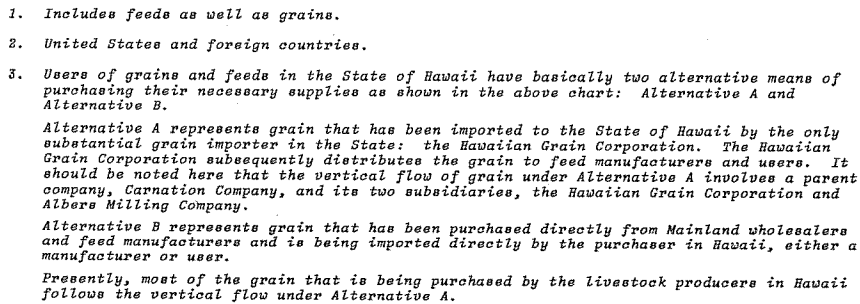 1. Includes feeds as well as grains.
2. United States and foreign countries.
3. Users of grains and feeds in the State of Hawaii have basically two alternative means of
purchasing their necessary supplies as shown in the above chart: Alternative A and
Alternative B.
Alternative A represents grain that has been imported to the State of Hawaii by the only
substantial grain importer in the State: the Hawaiian Grain Corporation. The Hawaiian
Grain Corporation subsequently distributes the grain to feed manufacturers and users. It
should be noted here that the vertical flow of grain under Alternative A involves a parent
company, Carnation Company, and its two subsidiaries, the Hawaiian Grain Corporation and
Albers Milling Company.
Alternative B represents grain that has been purchased directly from Mainland wholesalers
and feed manufacturers and is being imported directly by the purchaser in Hawaii, either a
manufacturer or user.
Presently, most of the grain that is being purchased by the livestock producers in Hawaii
follows the vertical flow under Alternative A.